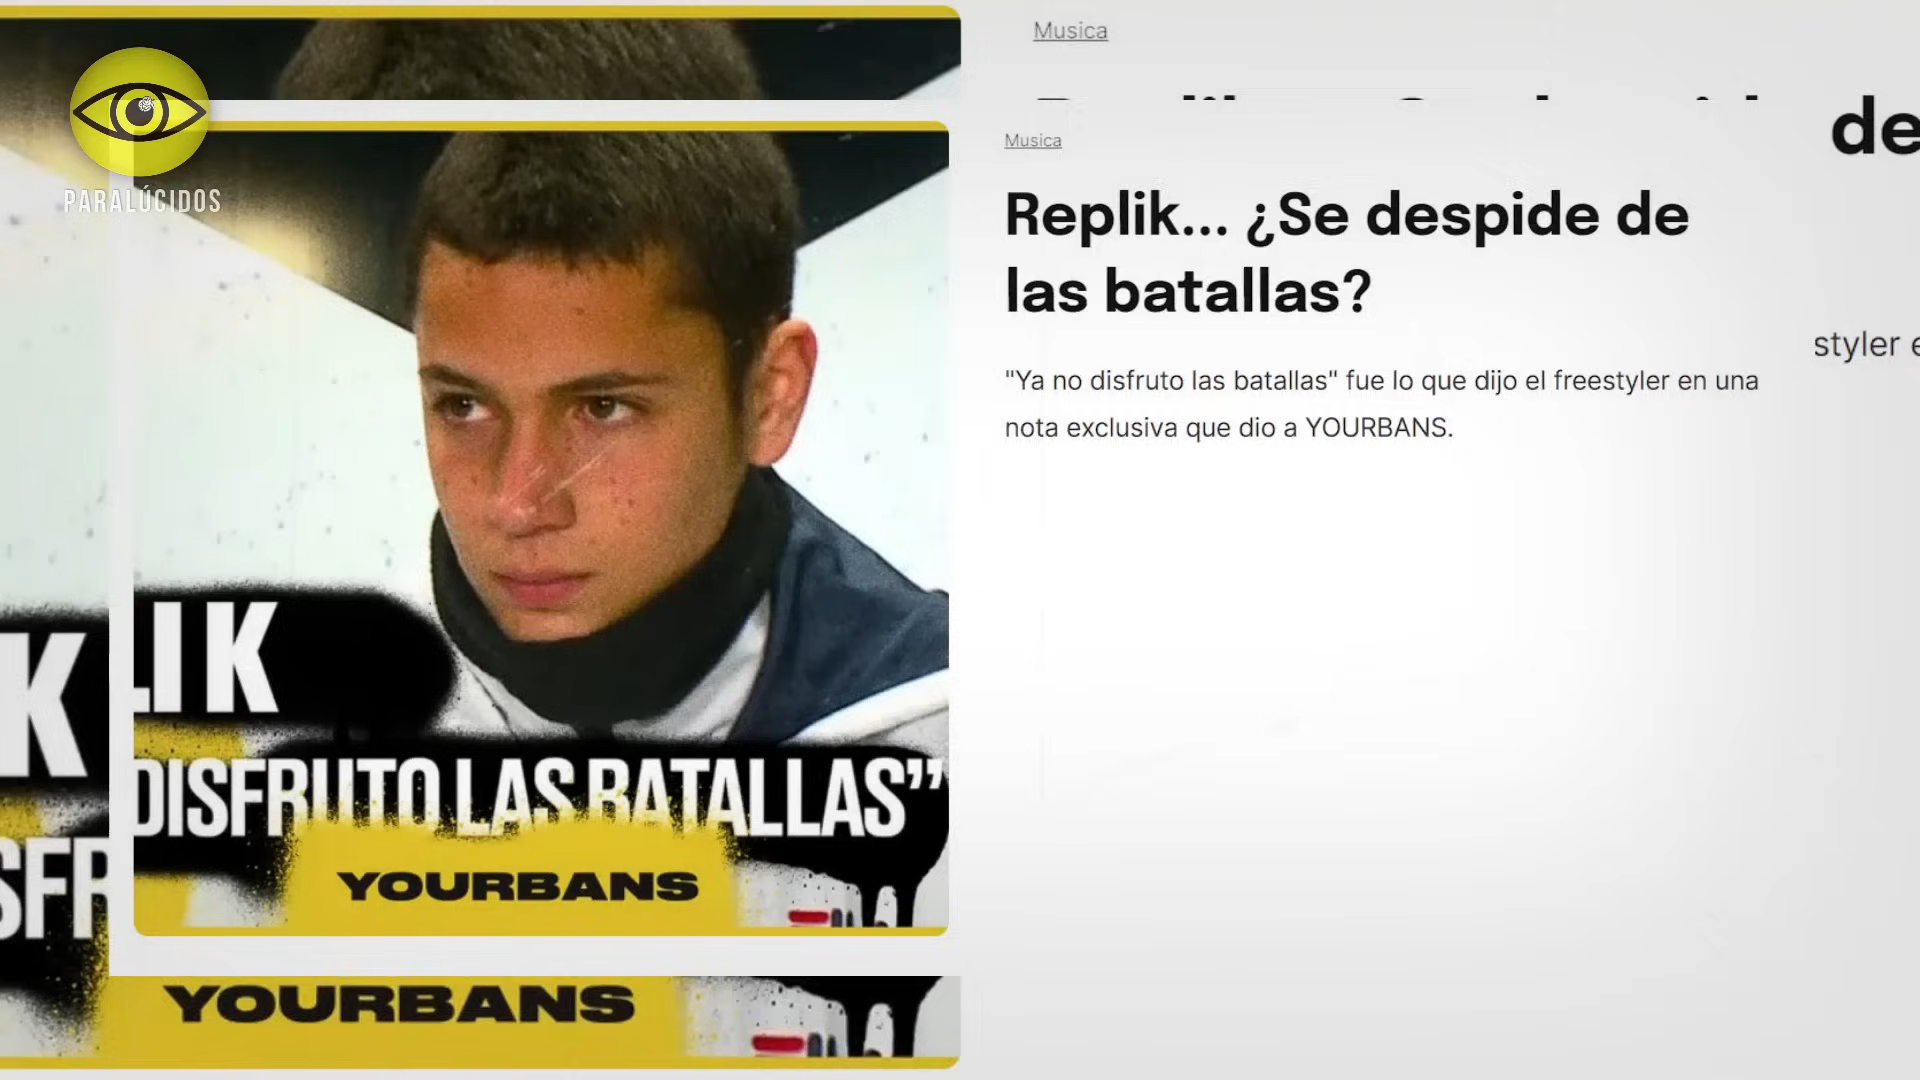 PARALÚCIDOS
LIK
DISFRUTO LAS BATALLAS”
YOURBANS
K
SFR
YOURBANS
Musica
de
Musica
Replik... ¿Se despide de
las batallas?
"Ya no disfruto las batallas" fue lo que dijo el freestyler en una
nota exclusiva que dio a YOURBANS.
styler e